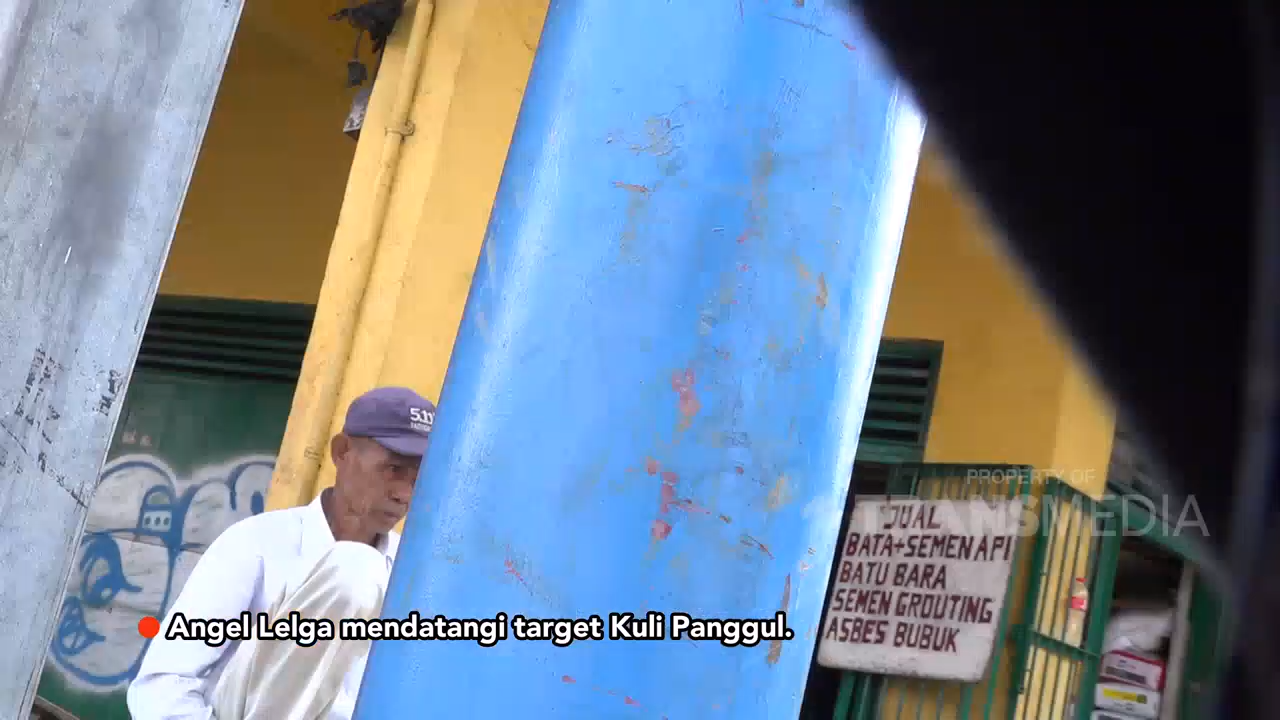 5.11
PROPERTY OF
TRANSMEDIA
JUAL
BATA+SEMEN API
BATU BARA
SEMEN GROUTING
ASBES BUBUK
Angel Lelga mendatangi target Kuli Panggul.